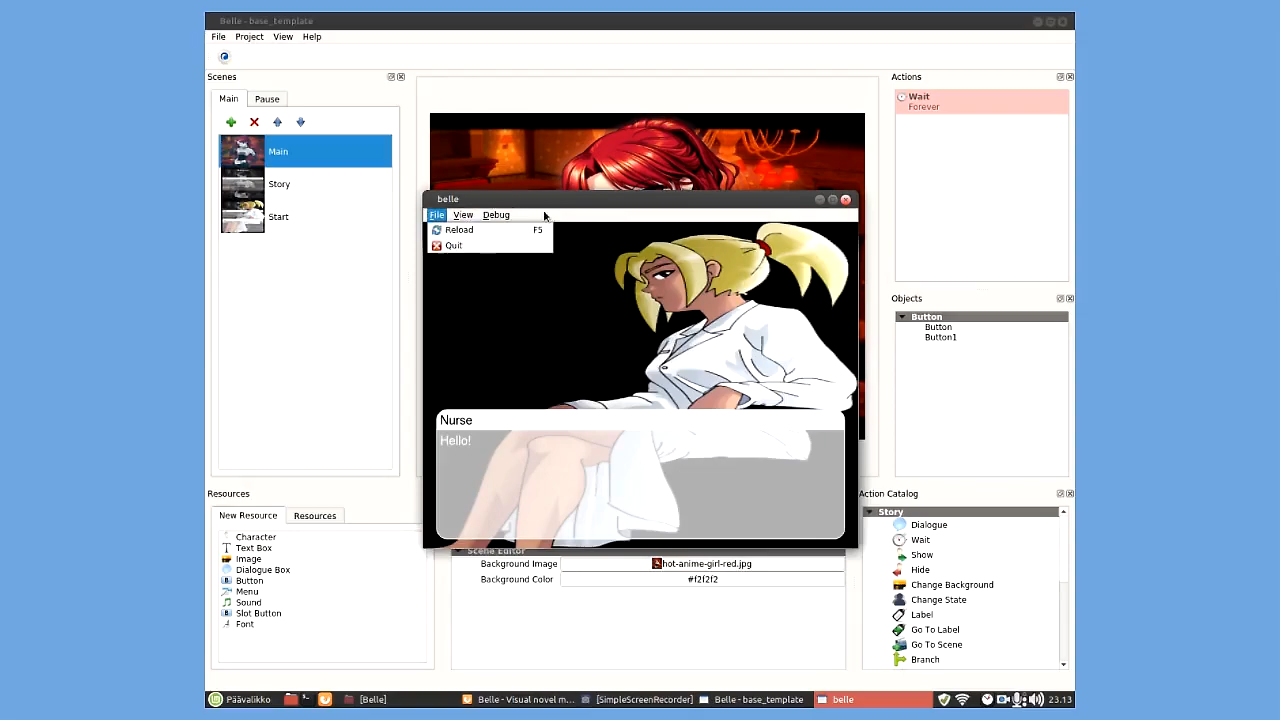 Belle - base_template
File Project View Help
Scenes
Main Pause
Main
Story
Start
Actions
Wait
Forever
belle
File View Debug
Reload F5
Quit
Nurse
Hello!
Objects
Button
Button
Button1
Resources
New Resource Resources
Character
Text Box
Image
Dialogue Box
Button
Menu
Sound
Slot Button
Font
Scene Editor
Background Image hot-anime-girl-red.jpg
Background Color #f2f2f2
Action Catalog
Story
Dialogue
Wait
Show
Hide
Change Background
Change State
Label
Go To Label
Go To Scene
Branch
Päävalikko [Belle] Belle - Visual novel m... [SimpleScreenRecorder] Belle - base_template belle 23.13